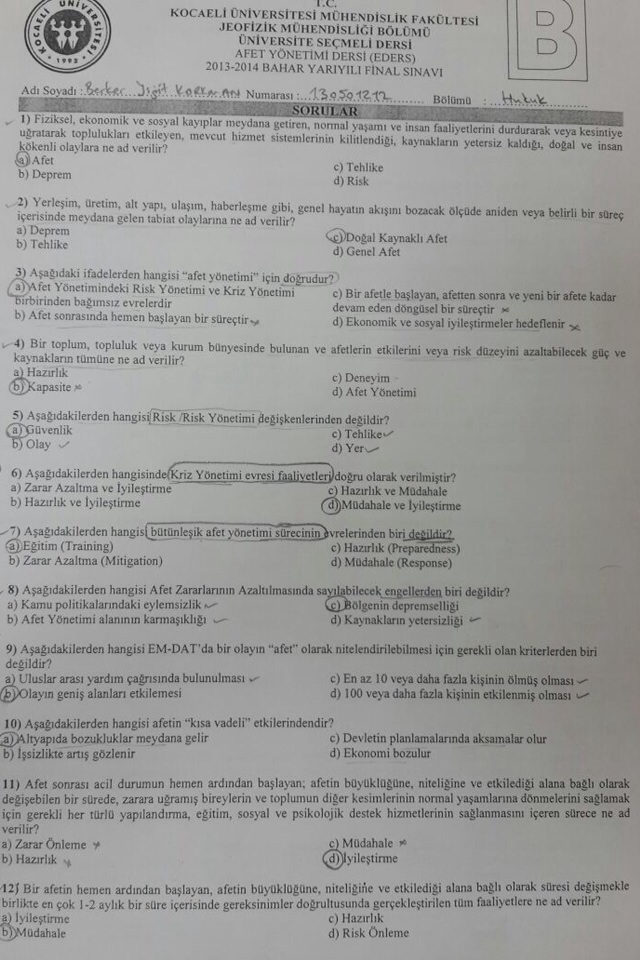 T.C.
KOCAELİ ÜNİVERSİTESİ MÜHENDİSLİK FAKÜLTESİ
JEOFİZİK MÜHENDİSLİĞİ BÖLÜMÜ
ÜNİVERSİTE SEÇMELİ DERSİ
AFET YÖNETİMİ DERSİ (EDERS)
2013-2014 BAHAR YARIYILI FİNAL SINAVI
KOCAELİ ÜNİVERSİTESİ
1992
B
Adı Soyadı : Berker Yiğit KARAMAN Numarası : 130501212 Bölümü : Hukuk
SORULAR
1) Fiziksel, ekonomik ve sosyal kayıplar meydana getiren, normal yaşamı ve insan faaliyetlerini durdurarak veya kesintiye
uğratarak toplulukları etkileyen, mevcut hizmet sistemlerinin kilitlendiği, kaynakların yetersiz kaldığı, doğal ve insan
kökenli olaylara ne ad verilir?
a) Afet
b) Deprem
c) Tehlike
d) Risk
2) Yerleşim, üretim, alt yapı, ulaşım, haberleşme gibi, genel hayatın akışını bozacak ölçüde aniden veya belirli bir süreç
içerisinde meydana gelen tabiat olaylarına ne ad verilir?
a) Deprem
b) Tehlike
c) Doğal Kaynaklı Afet
d) Genel Afet
3) Aşağıdaki ifadelerden hangisi "afet yönetimi" için doğrudur?
a) Afet Yönetimindeki Risk Yönetimi ve Kriz Yönetimi
birbirinden bağımsız evrelerdir
b) Afet sonrasında hemen başlayan bir süreçtir
c) Bir afetle başlayan, afetten sonra ve yeni bir afete kadar
devam eden döngüsel bir süreçtir
d) Ekonomik ve sosyal iyileştirmeler hedeflenir
4) Bir toplum, topluluk veya kurum bünyesinde bulunan ve afetlerin etkilerini veya risk düzeyini azaltabilecek güç ve
kaynakların tümüne ne ad verilir?
a) Hazırlık
b) Kapasite
c) Deneyim
d) Afet Yönetimi
5) Aşağıdakilerden hangisi Risk /Risk Yönetimi değişkenlerinden değildir?
a) Güvenlik
b) Olay
c) Tehlike
d) Yer
6) Aşağıdakilerden hangisinde Kriz Yönetimi evresi faaliyetleri doğru olarak verilmiştir?
a) Zarar Azaltma ve İyileştirme
b) Hazırlık ve İyileştirme
c) Hazırlık ve Müdahale
d) Müdahale ve İyileştirme
7) Aşağıdakilerden hangisi bütünleşik afet yönetimi sürecinin evrelerinden biri değildir?
a) Eğitim (Training)
b) Zarar Azaltma (Mitigation)
c) Hazırlık (Preparedness)
d) Müdahale (Response)
8) Aşağıdakilerden hangisi Afet Zararlarının Azaltılmasında sayılabilecek engellerden biri değildir?
a) Kamu politikalarındaki eylemsizlik
b) Afet Yönetimi alanının karmaşıklığı
c) Bölgenin depremselliği
d) Kaynakların yetersizliği
9) Aşağıdakilerden hangisi EM-DAT'da bir olayın "afet" olarak nitelendirilebilmesi için gerekli olan kriterlerden biri
değildir?
a) Uluslar arası yardım çağrısında bulunulması
b) Olayın geniş alanları etkilemesi
c) En az 10 veya daha fazla kişinin ölmüş olması
d) 100 veya daha fazla kişinin etkilenmiş olması
10) Aşağıdakilerden hangisi afetin "kısa vadeli" etkilerindendir?
a) Altyapıda bozukluklar meydana gelir
b) İşsizlikte artış gözlenir
c) Devletin planlamalarında aksamalar olur
d) Ekonomi bozulur
11) Afet sonrası acil durumun hemen ardından başlayan; afetin büyüklüğüne, niteliğine ve etkilediği alana bağlı olarak
değişebilen bir sürede, zarara uğramış bireylerin ve toplumun diğer kesimlerinin normal yaşamlarına dönmelerini sağlamak
için gerekli her türlü yapılandırma, eğitim, sosyal ve psikolojik destek hizmetlerinin sağlanmasını içeren sürece ne ad
verilir?
a) Zarar Önleme
b) Hazırlık
c) Müdahale
d) İyileştirme
12) Bir afetin hemen ardından başlayan, afetin büyüklüğüne, niteliğine ve etkilediği alana bağlı olarak süresi değişmekle
birlikte en çok 1-2 aylık bir süre içerisinde gereksinimler doğrultusunda gerçekleştirilen tüm faaliyetlere ne ad verilir?
a) İyileştirme
b) Müdahale
c) Hazırlık
d) Risk Önleme